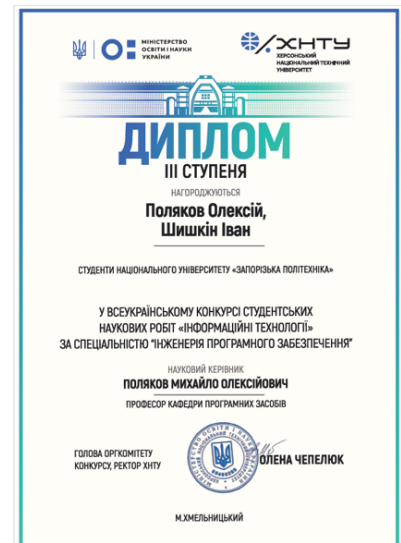 МІНІСТЕРСТВО
ОСВІТИ І НАУКИ
УКРАЇНИ
ХНТУ
ХЕРСОНСЬКИЙ
НАЦІОНАЛЬНИЙ ТЕХНІЧНИЙ
УНІВЕРСИТЕТ
ДИПЛОМ
ІІІ СТУПЕНЯ
НАГОРОДЖУЮТЬСЯ
Поляков Олексій,
Шишкін Іван
СТУДЕНТИ НАЦІОНАЛЬНОГО УНІВЕРСИТЕТУ «ЗАПОРІЗЬКА ПОЛІТЕХНІКА»
У ВСЕУКРАЇНСЬКОМУ КОНКУРСІ СТУДЕНТСЬКИХ
НАУКОВИХ РОБІТ «ІНФОРМАЦІЙНІ ТЕХНОЛОГІЇ»
ЗА СПЕЦІАЛЬНІСТЮ "ІНЖЕНЕРІЯ ПРОГРАМНОГО ЗАБЕЗПЕЧЕННЯ"
НАУКОВИЙ КЕРІВНИК
ПОЛЯКОВ МИХАЙЛО ОЛЕКСІЙОВИЧ
ПРОФЕСОР КАФЕДРИ ПРОГРАМНИХ ЗАСОБІВ
ГОЛОВА ОРГКОМІТЕТУ
КОНКУРСУ, РЕКТОР ХНТУ
ОЛЕНА ЧЕПЕЛЮК
М.ХМЕЛЬНИЦЬКИЙ